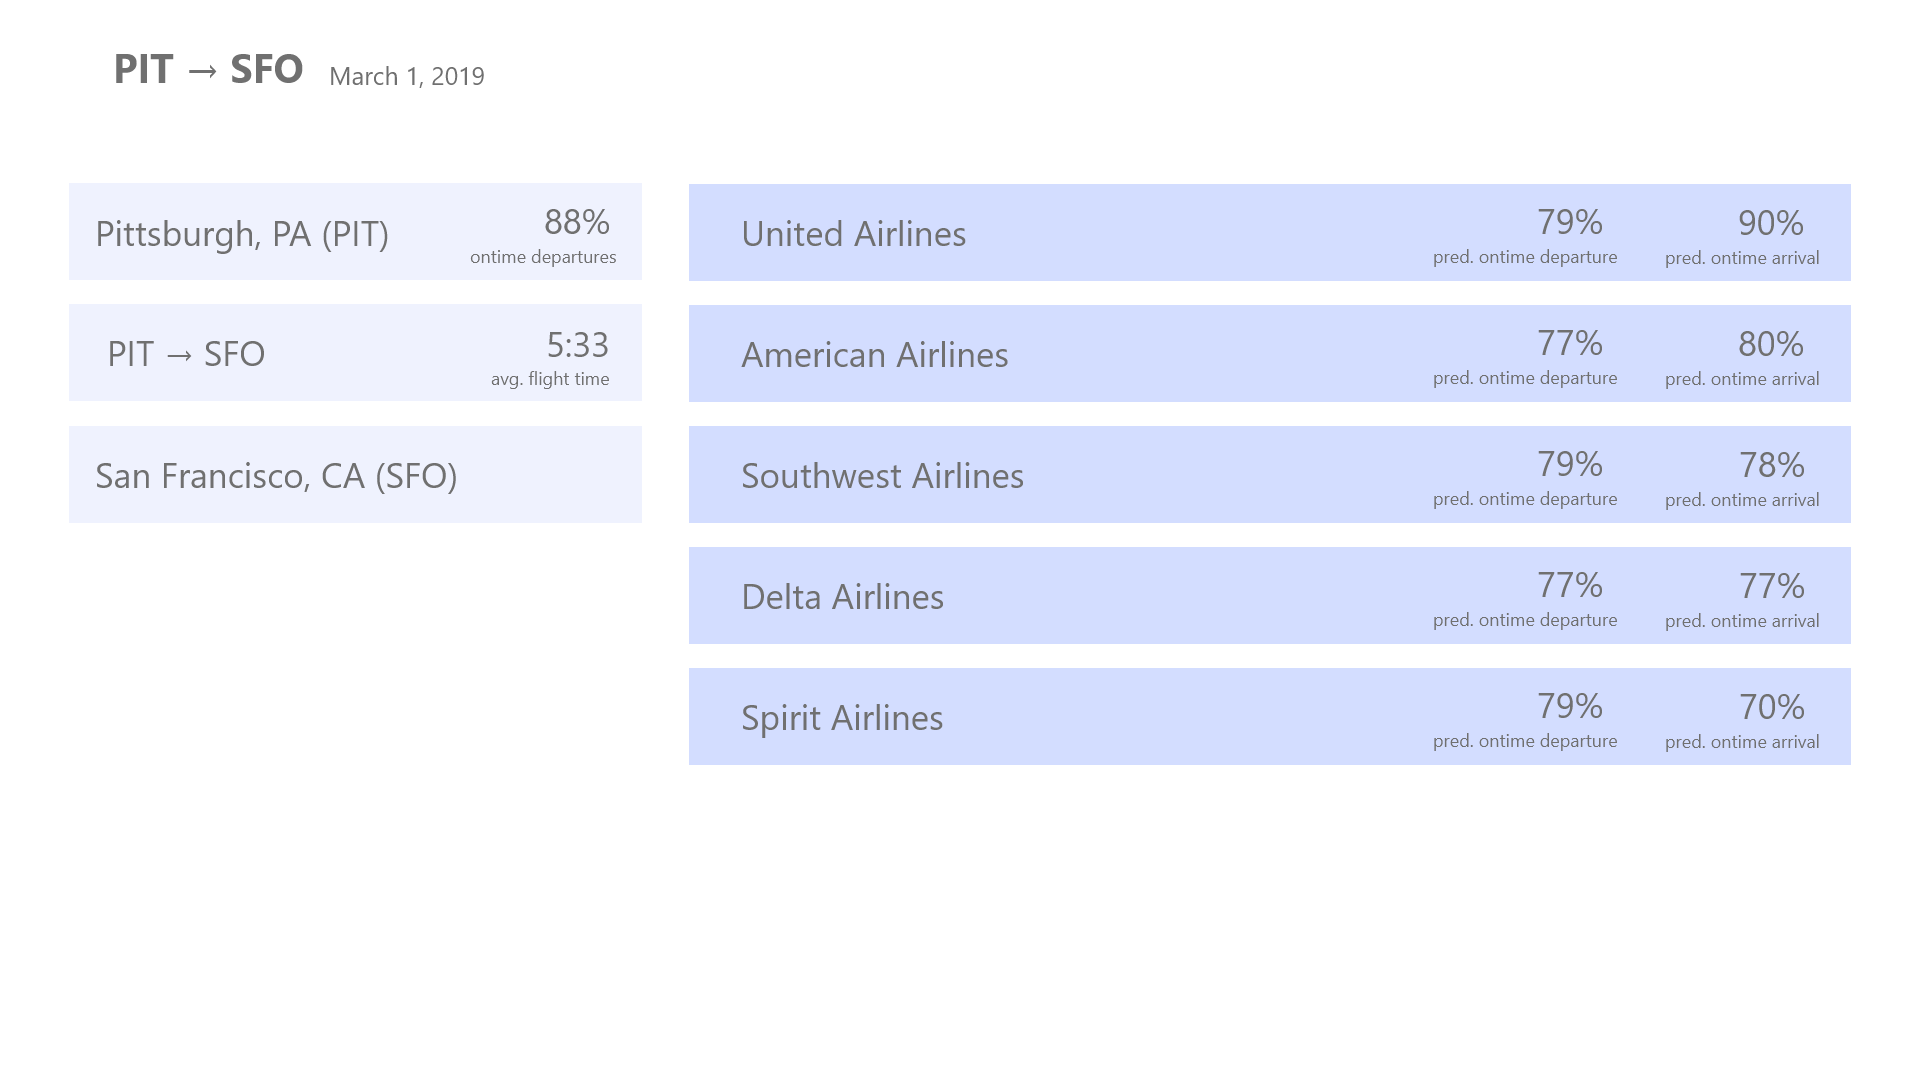 PIT → SFO March 1, 2019
Pittsburgh, PA (PIT)
88%
ontime departures
PIT → SFO
5:33
avg. flight time
San Francisco, CA (SFO)
United Airlines
79%
pred. ontime departure
90%
pred. ontime arrival
American Airlines
77%
pred. ontime departure
80%
pred. ontime arrival
Southwest Airlines
79%
pred. ontime departure
78%
pred. ontime arrival
Delta Airlines
77%
pred. ontime departure
77%
pred. ontime arrival
Spirit Airlines
79%
pred. ontime departure
70%
pred. ontime arrival